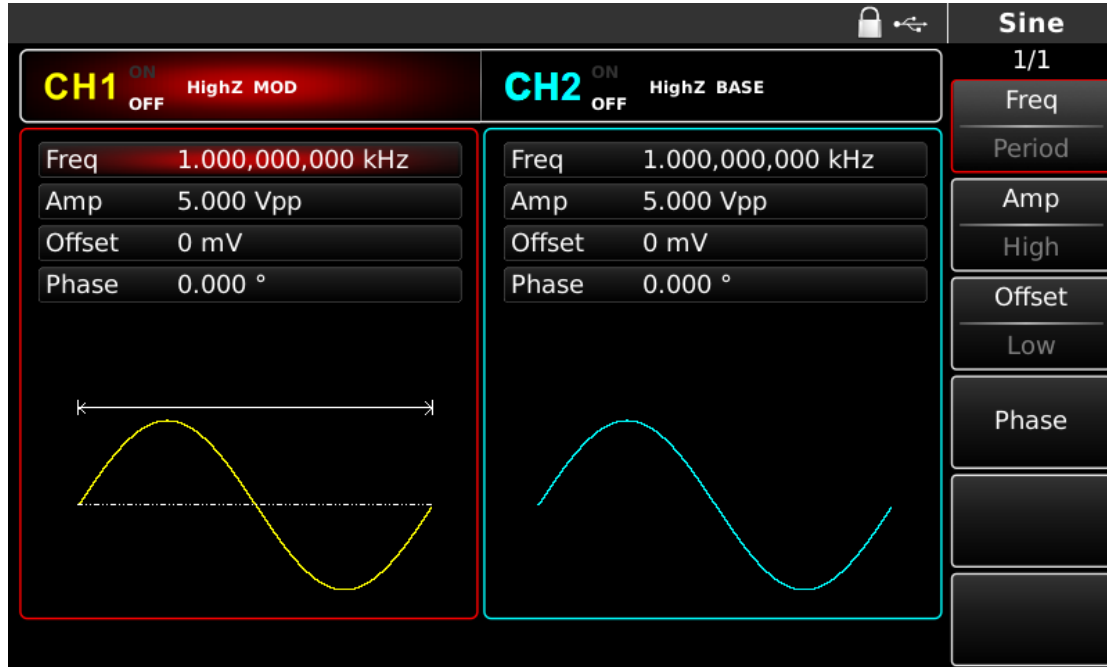 Sine
1/1
CH1 ON OFF HighZ MOD
CH2 ON OFF HighZ BASE
Freq 1.000,000,000 kHz
Amp 5.000 Vpp
Offset 0 mV
Phase 0.000 °
Freq 1.000,000,000 kHz
Amp 5.000 Vpp
Offset 0 mV
Phase 0.000 °
Freq
Period
Amp
High
Offset
Low
Phase